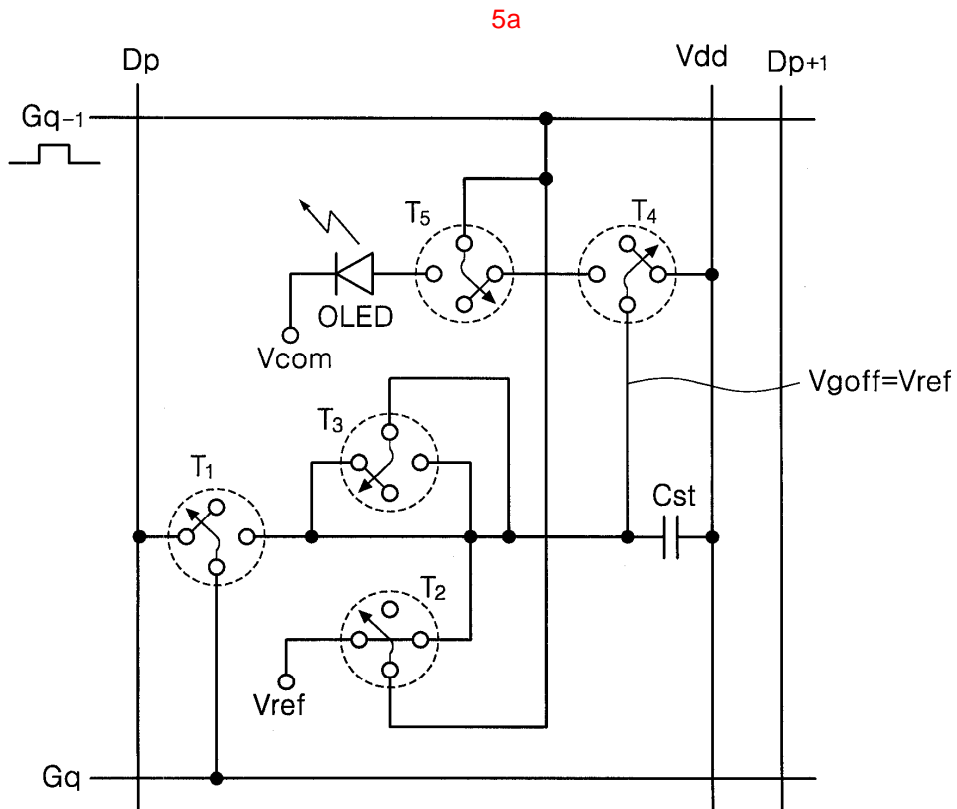 5a
Dp
Vdd
Dp+1
Gq-1
T5
T4
OLED
Vcom
Vgoff=Vref
T3
T1
Cst
T2
Vref
Gq